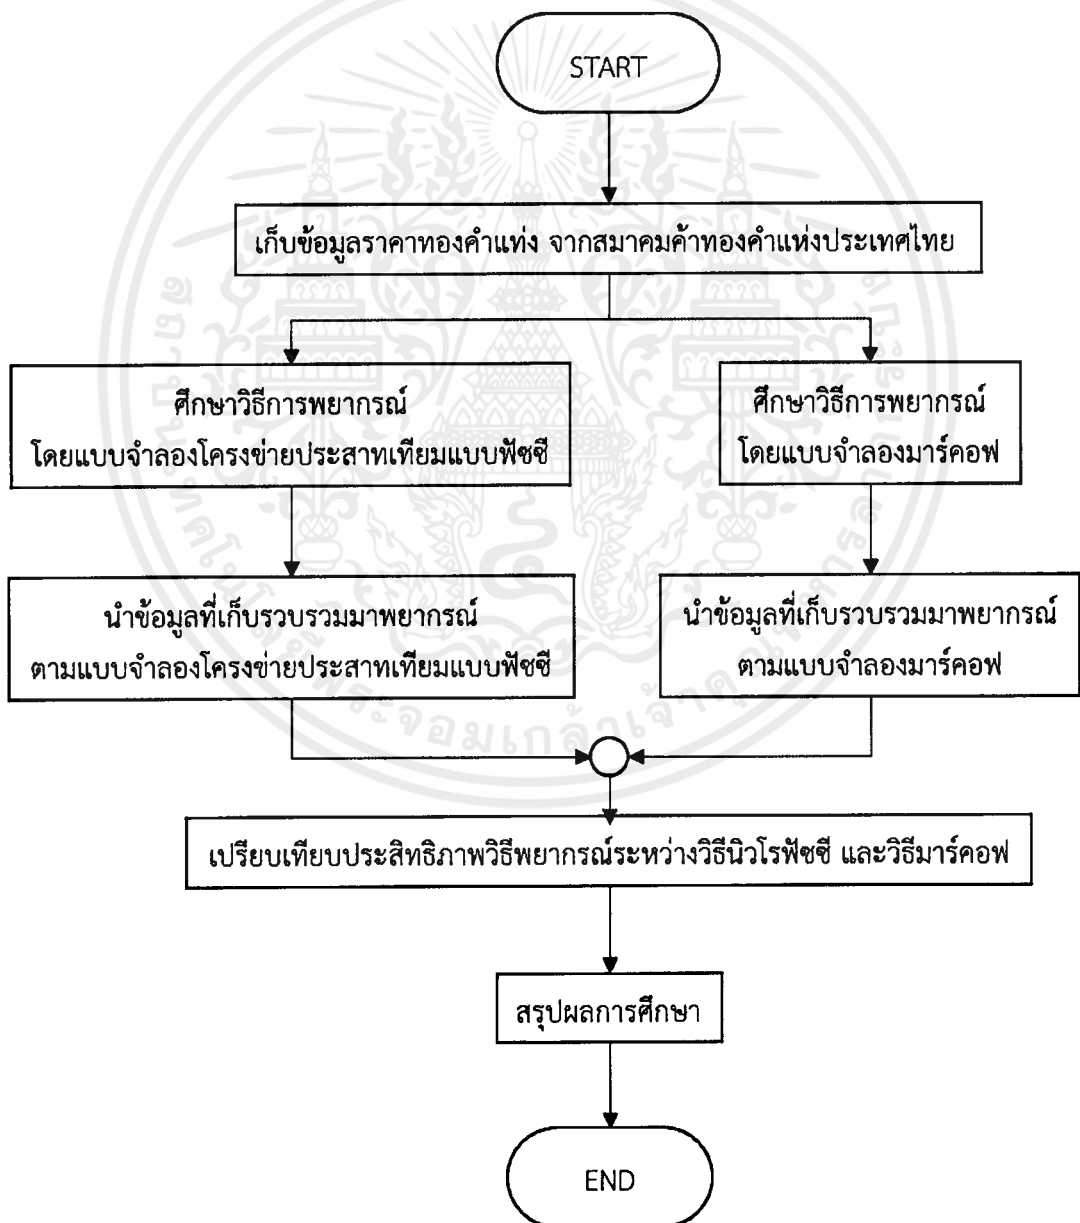 START
เก็บข้อมูลราคาทองคำแท่ง จากสมาคมค้าทองคำแห่งประเทศไทย
ศึกษาวิธีการพยากรณ์
โดยแบบจำลองโครงข่ายประสาทเทียมแบบฟัซซี
ศึกษาวิธีการพยากรณ์
โดยแบบจำลองมาร์คอฟ
นำข้อมูลที่เก็บรวบรวมมาพยากรณ์
ตามแบบจำลองโครงข่ายประสาทเทียมแบบฟัซซี
นำข้อมูลที่เก็บรวบรวมมาพยากรณ์
ตามแบบจำลองมาร์คอฟ
เปรียบเทียบประสิทธิภาพวิธีพยากรณ์ระหว่างวิธีนิวโรฟัซซี และวิธีมาร์คอฟ
สรุปผลการศึกษา
END